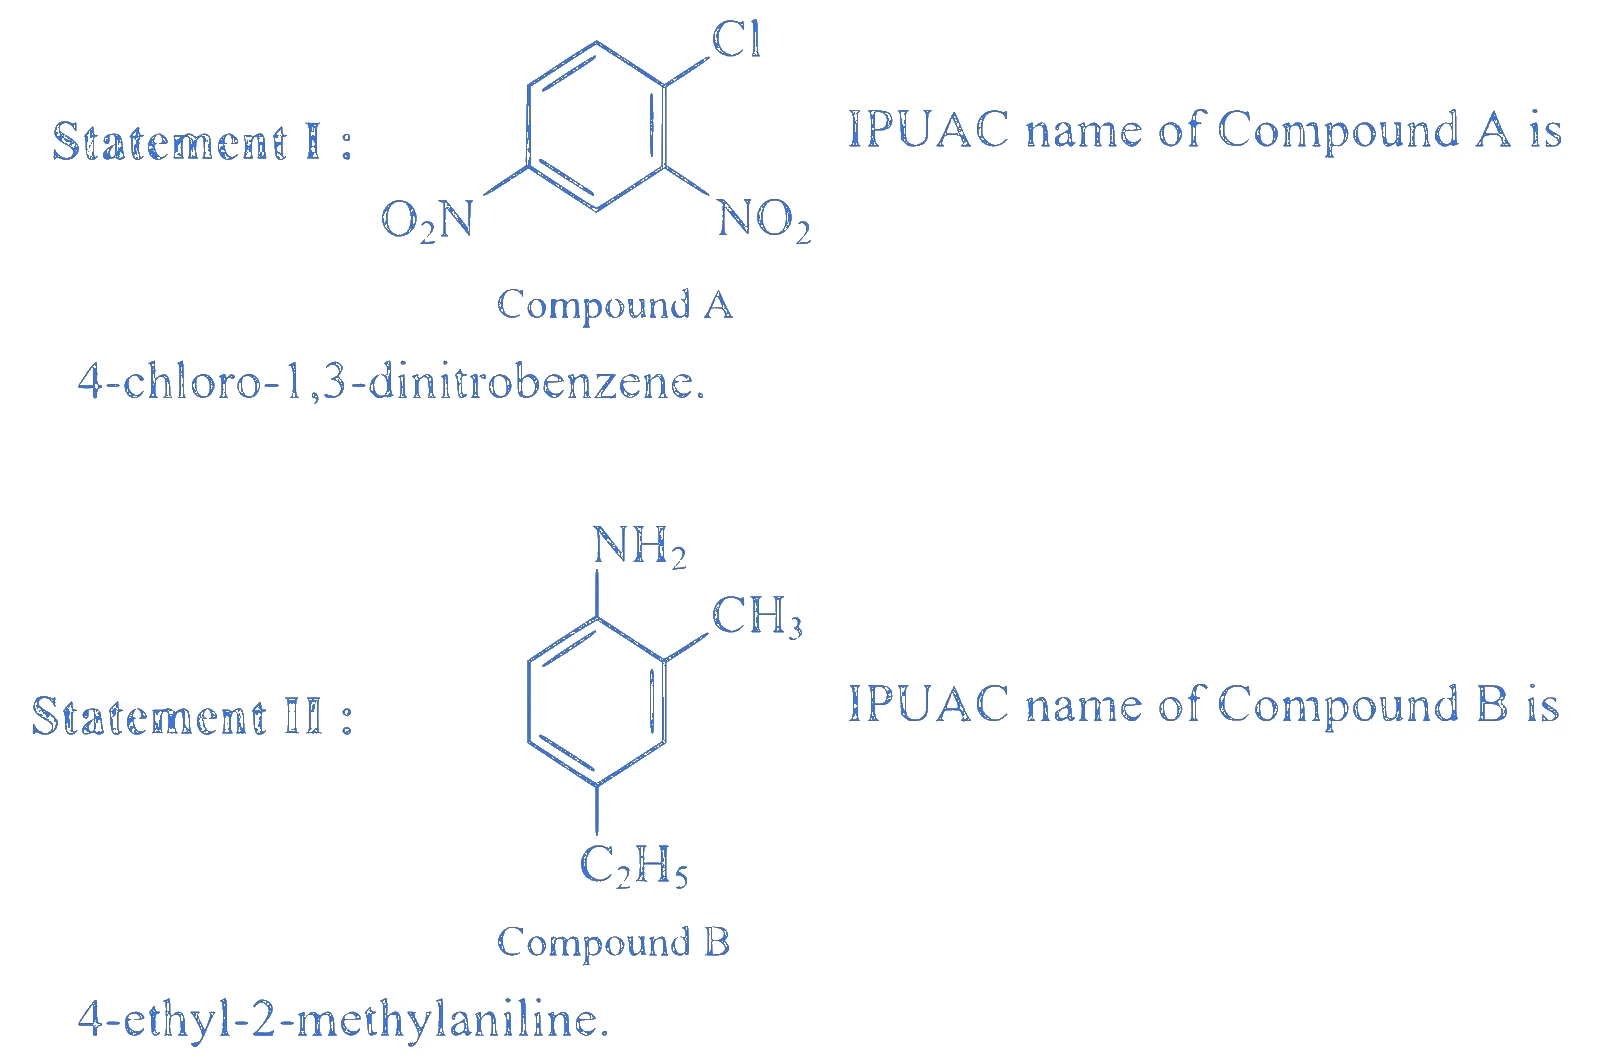 Cl
Statement I : IPUAC name of Compound A is
O₂N NO₂
Compound A
4-chloro-1,3-dinitrobenzene.
NH₂
CH₃
Statement II : IPUAC name of Compound B is
C₂H₅
Compound B
4-ethyl-2-methylaniline.